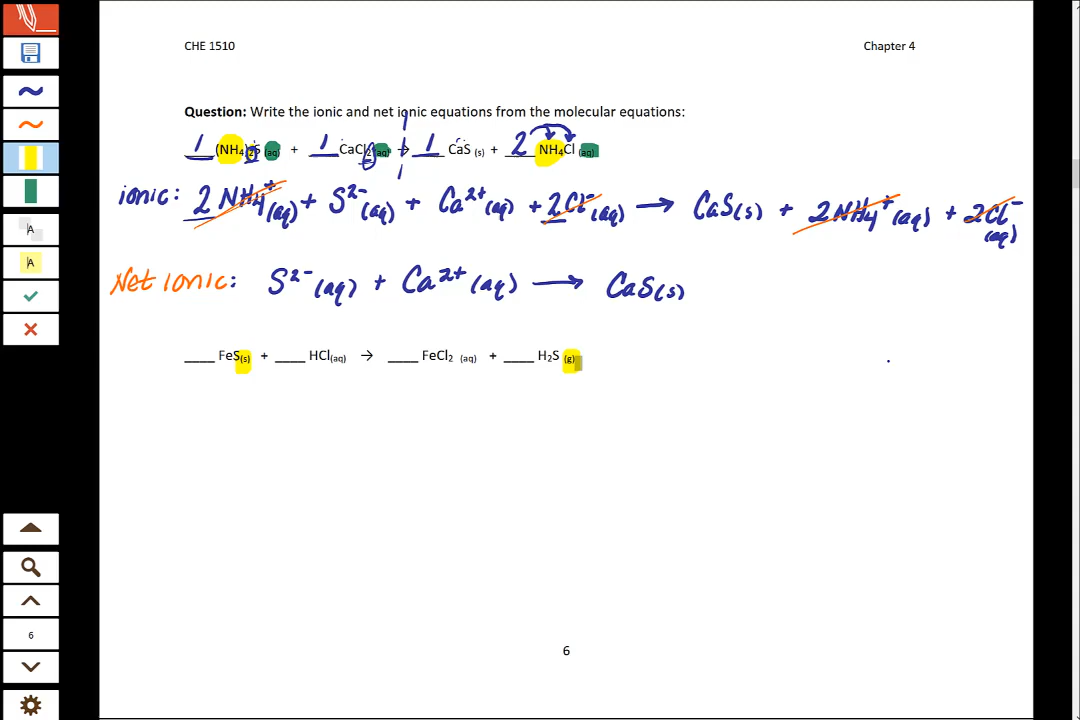 CHE 1510 Chapter 4
Question: Write the ionic and net ionic equations from the molecular equations:
1 (NH4)2S (aq) + 1 CaCl2 (aq) → 1 CaS (s) + 2 NH4Cl (aq)
ionic: 2NH4+(aq) + S2-(aq) + Ca2+(aq) + 2Cl-(aq) → CaS(s) + 2NH4+(aq) + 2Cl-(aq)
Net ionic: S2-(aq) + Ca2+(aq) → CaS(s)
____ FeS(s) + ____ HCl(aq) → ____ FeCl2 (aq) + ____ H2S (g)
A
A
6
6